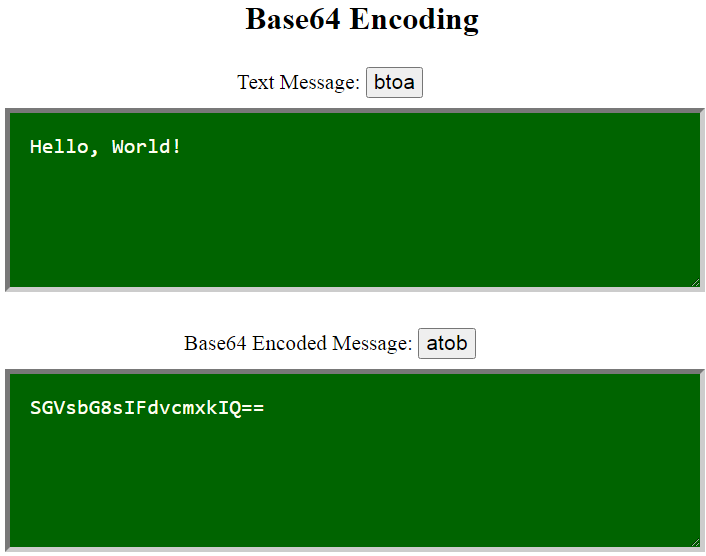 Base64 Encoding
Text Message: btoa
Hello, World!
Base64 Encoded Message: atob
SGVsbG8sIFdvcmxkIQ==